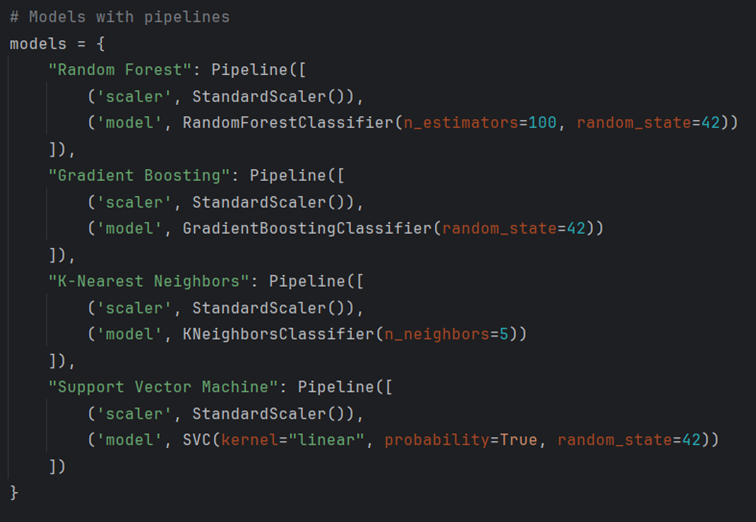 # Models with pipelines
models = {
    "Random Forest": Pipeline([
        ('scaler', StandardScaler()),
        ('model', RandomForestClassifier(n_estimators=100, random_state=42))
    ]),
    "Gradient Boosting": Pipeline([
        ('scaler', StandardScaler()),
        ('model', GradientBoostingClassifier(random_state=42))
    ]),
    "K-Nearest Neighbors": Pipeline([
        ('scaler', StandardScaler()),
        ('model', KNeighborsClassifier(n_neighbors=5))
    ]),
    "Support Vector Machine": Pipeline([
        ('scaler', StandardScaler()),
        ('model', SVC(kernel="linear", probability=True, random_state=42))
    ])
}